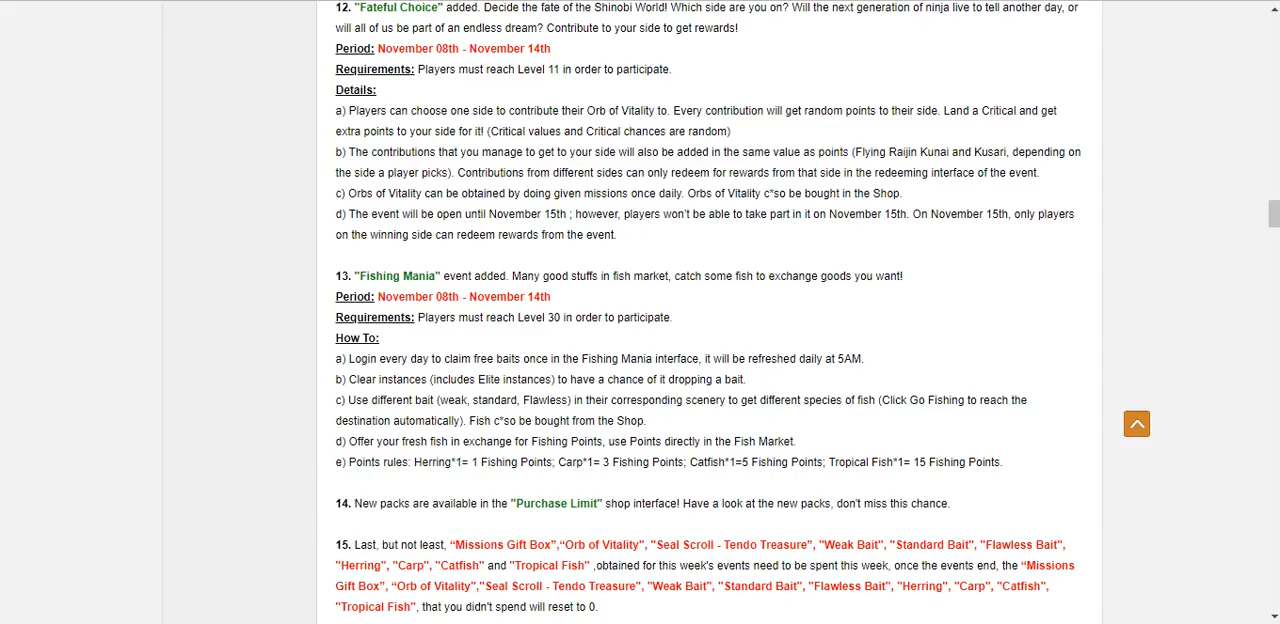 12. "Fateful Choice" added. Decide the fate of the Shinobi World! Which side are you on? Will the next generation of ninja live to tell another day, or
will all of us be part of an endless dream? Contribute to your side to get rewards!
Period: November 08th - November 14th
Requirements: Players must reach Level 11 in order to participate.
Details:
a) Players can choose one side to contribute their Orb of Vitality to. Every contribution will get random points to their side. Land a Critical and get
extra points to your side for it! (Critical values and Critical chances are random)
b) The contributions that you manage to get to your side will also be added in the same value as points (Flying Raijin Kunai and Kusari, depending on
the side a player picks). Contributions from different sides can only redeem for rewards from that side in the redeeming interface of the event.
c) Orbs of Vitality can be obtained by doing given missions once daily. Orbs of Vitality c*so be bought in the Shop.
d) The event will be open until November 15th ; however, players won't be able to take part in it on November 15th. On November 15th, only players
on the winning side can redeem rewards from the event.
13. "Fishing Mania" event added. Many good stuffs in fish market, catch some fish to exchange goods you want!
Period: November 08th - November 14th
Requirements: Players must reach Level 30 in order to participate.
How To:
a) Login every day to claim free baits once in the Fishing Mania interface, it will be refreshed daily at 5AM.
b) Clear instances (includes Elite instances) to have a chance of it dropping a bait.
c) Use different bait (weak, standard, Flawless) in their corresponding scenery to get different species of fish (Click Go Fishing to reach the
destination automatically). Fish c*so be bought from the Shop.
d) Offer your fresh fish in exchange for Fishing Points, use Points directly in the Fish Market.
e) Points rules: Herring*1= 1 Fishing Points; Carp*1= 3 Fishing Points; Catfish*1=5 Fishing Points; Tropical Fish*1= 15 Fishing Points.
14. New packs are available in the "Purchase Limit" shop interface! Have a look at the new packs, don't miss this chance.
15. Last, but not least, “Missions Gift Box”,“Orb of Vitality", "Seal Scroll - Tendo Treasure”, "Weak Bait", "Standard Bait", "Flawless Bait",
"Herring", "Carp", "Catfish" and "Tropical Fish" ,obtained for this week's events need to be spent this week, once the events end, the “Missions
Gift Box”, “Orb of Vitality”,"Seal Scroll - Tendo Treasure", "Weak Bait", "Standard Bait", "Flawless Bait", "Herring", "Carp", "Catfish",
"Tropical Fish", that you didn't spend will reset to 0.